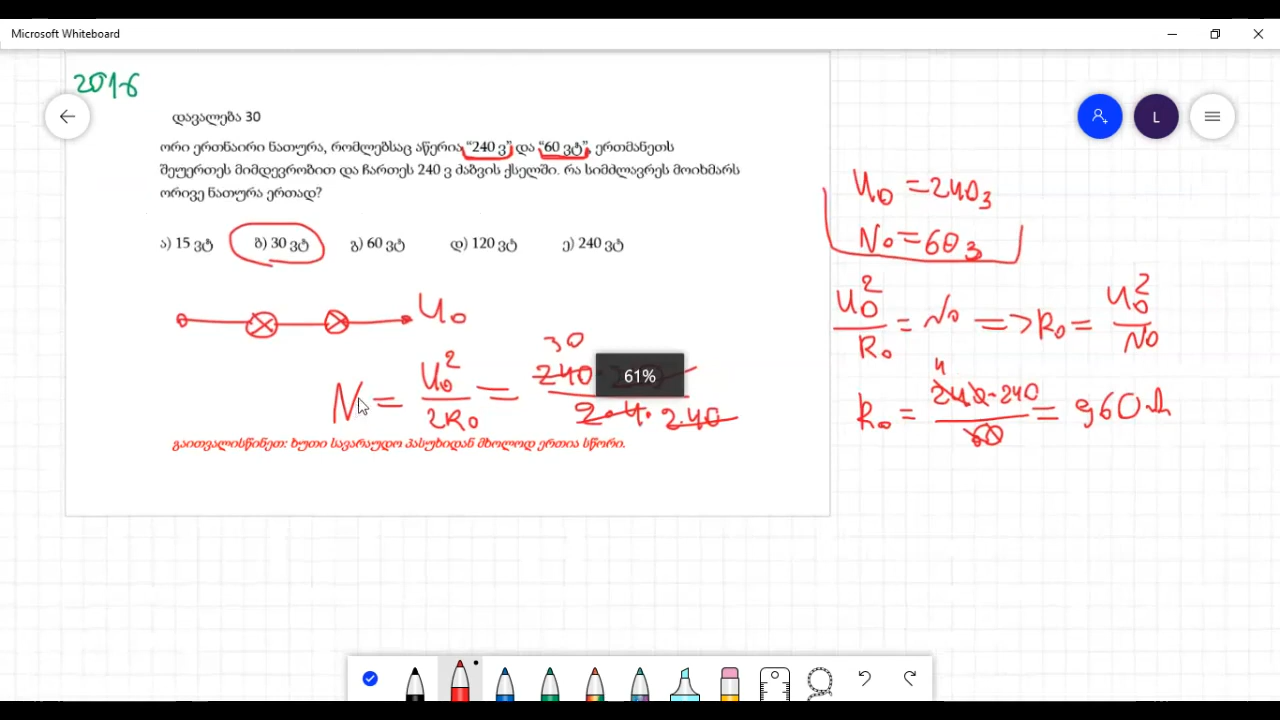 Microsoft Whiteboard
2016
დავალება 30
ორი ერთნაირი ნათურა, რომლებსაც აწერია “240 ვ” და “60 ვტ”, ერთმანეთს
შეუერთეს მიმდევრობით და ჩართეს 240 ვ ძაბვის ქსელში. რა სიმძლავრეს მოიხმარს
ორივე ნათურა ერთად?
ა) 15 ვტ ბ) 30 ვტ გ) 60 ვტ დ) 120 ვტ ე) 240 ვტ
U₀ = 240ვ
N₀ = 60ვ
U₀²/R₀ = N₀ => R₀ = U₀²/N₀
R₀ = 240·240/60 = 960 Ω
4
U₀
30
N = U₀²/2R₀ = 240·/2·4·240
61%
გაითვალისწინეთ: ხუთი სავარაუდო პასუხიდან მხოლოდ ერთია სწორი.
L